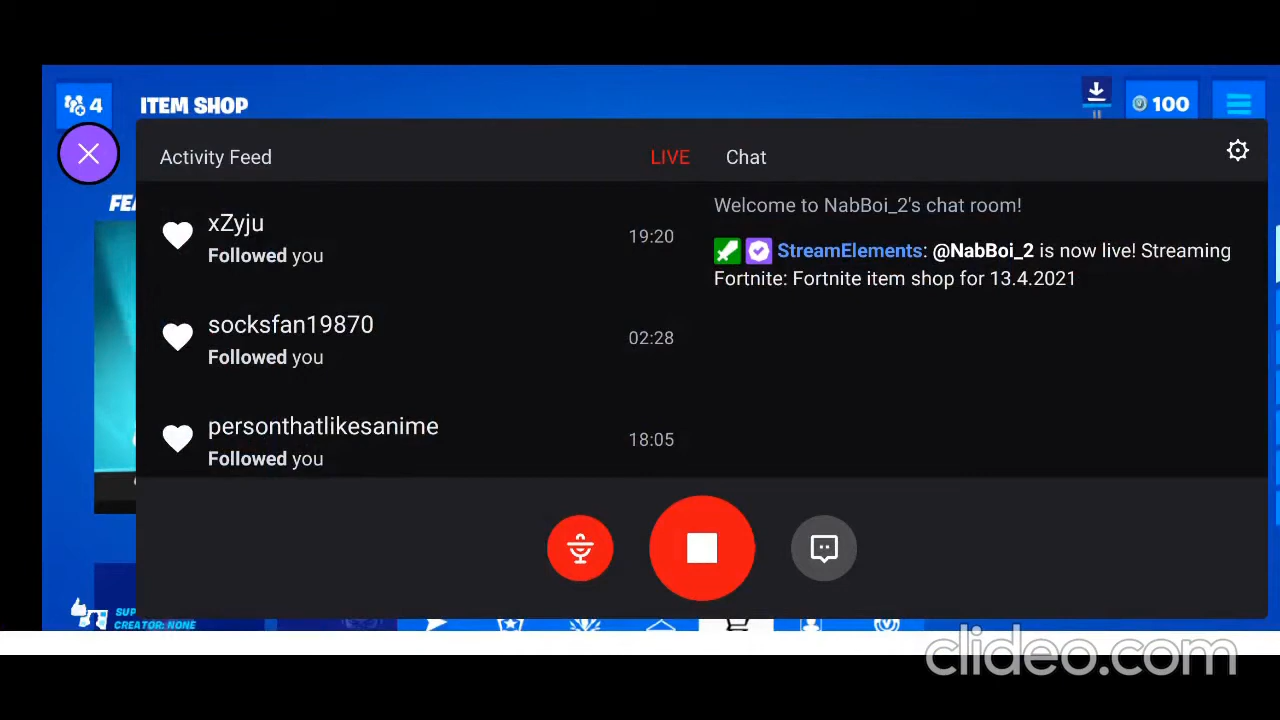 4
ITEM SHOP
100
Activity Feed
LIVE
Chat
FEA
xZyju
Followed you
19:20
socksfan19870
Followed you
02:28
personthatlikesanime
Followed you
18:05
Welcome to NabBoi_2's chat room!
StreamElements: @NabBoi_2 is now live! Streaming
Fortnite: Fortnite item shop for 13.4.2021
SUP
CREATOR: NONE
clideo.com